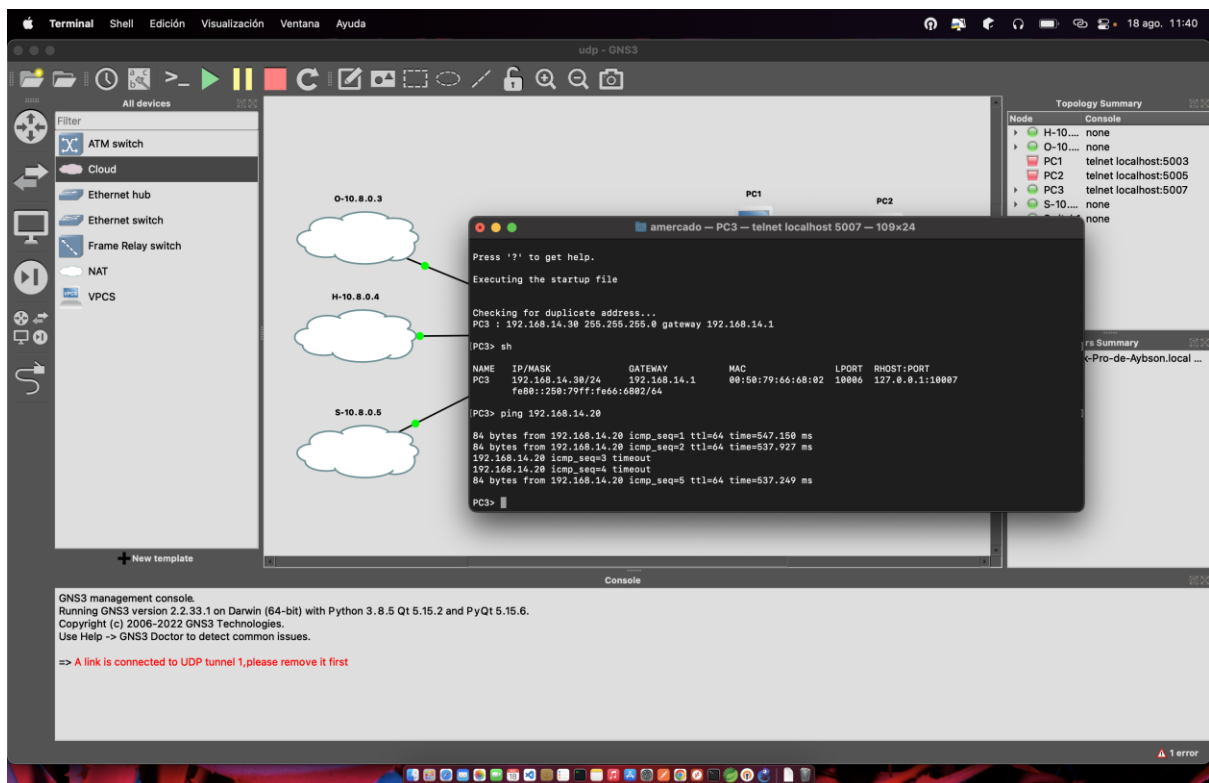 Terminal Shell Edición Visualización Ventana Ayuda 18 ago. 11:40
udp - GNS3
All devices
Filter
ATM switch
Cloud
Ethernet hub
Ethernet switch
Frame Relay switch
NAT
VPCS
New template
O-10.8.0.3
H-10.8.0.4
S-10.8.0.5
PC1
PC2
Topology Summary
Node Console
H-10.... none
O-10.... none
PC1 telnet localhost:5003
PC2 telnet localhost:5005
PC3 telnet localhost:5007
S-10.... none
none
rs Summary
k-Pro-de-Aybson.local ...
amercado — PC3 — telnet localhost 5007 — 109×24
Press '?' to get help.
Executing the startup file
Checking for duplicate address...
PC3 : 192.168.14.30 255.255.255.0 gateway 192.168.14.1
[PC3> sh ]
NAME IP/MASK GATEWAY MAC LPORT RHOST:PORT
PC3 192.168.14.30/24 192.168.14.1 00:50:79:66:68:02 10006 127.0.0.1:10007
fe80::250:79ff:fe66:6802/64
[PC3> ping 192.168.14.20 ]
84 bytes from 192.168.14.20 icmp_seq=1 ttl=64 time=547.150 ms
84 bytes from 192.168.14.20 icmp_seq=2 ttl=64 time=537.927 ms
192.168.14.20 icmp_seq=3 timeout
192.168.14.20 icmp_seq=4 timeout
84 bytes from 192.168.14.20 icmp_seq=5 ttl=64 time=537.249 ms
PC3>
Console
GNS3 management console.
Running GNS3 version 2.2.33.1 on Darwin (64-bit) with Python 3.8.5 Qt 5.15.2 and PyQt 5.15.6.
Copyright (c) 2006-2022 GNS3 Technologies.
Use Help -> GNS3 Doctor to detect common issues.
=> A link is connected to UDP tunnel 1,please remove it first
1 error